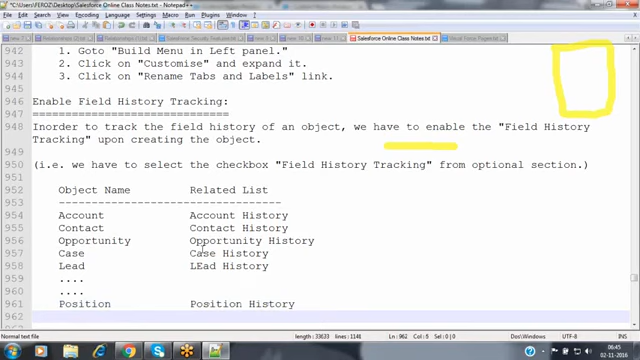 *C:\Users\FEROZ\Desktop\Salesforce Online Class Notes.txt - Notepad++
File Edit Search View Encoding Language Settings Macro Run Plugins Window ?
Salesforce Online Class Notes.txt
942 1. Goto "Build Menu in Left panel."
943 2. Click on "Customise" and expand it.
944 3. Click on "Rename Tabs and Labels" link.
945
946 Enable Field History Tracking:
947 ==============================
948 Inorder to track the field history of an object, we have to enable the "Field History
Tracking" upon creating the object.
949
950 (i.e. we have to select the checkbox "Field History Tracking" from optional section.)
951
952 Object Name Related List
953 -----------------------------------------
954 Account Account History
955 Contact Contact History
956 Opportunity Opportunity History
957 Case Case History
958 Lead LEad History
959 ....
960 ....
961 Position Position History
962
Normal text file length : 33633 lines : 1141 Ln : 962 Col : 5 Sel : 0 | 0 Dos\Windows UTF-8 INS
06:45
02-11-2016